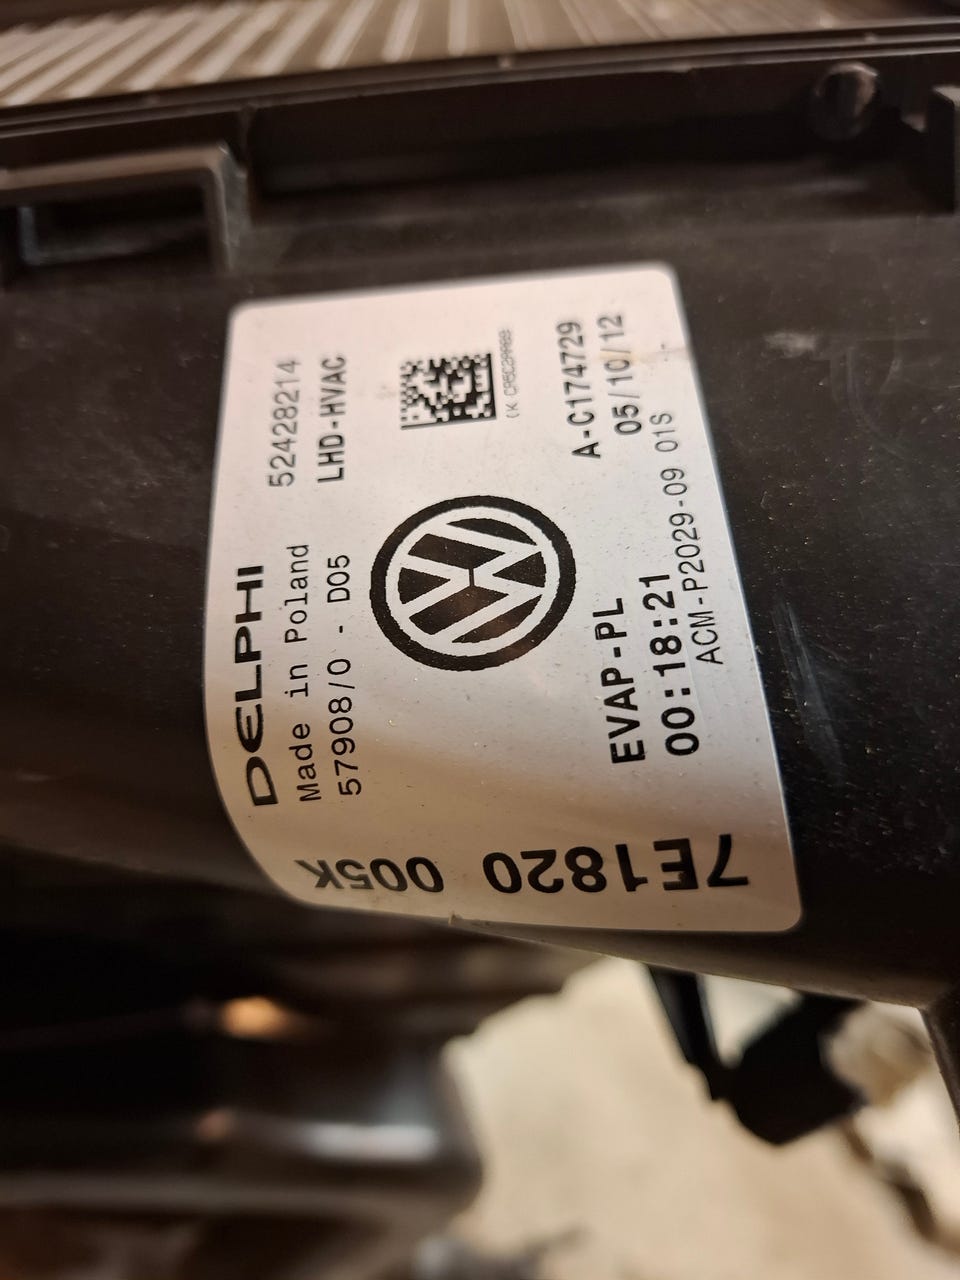 DELPHI
52428214
Made in Poland
LHD-HVAC
57908/0 - D05
EVAP-PL
A-C174729
00:18:21
05/10/12
ACM-P2029-09 01S
7E1820 005K